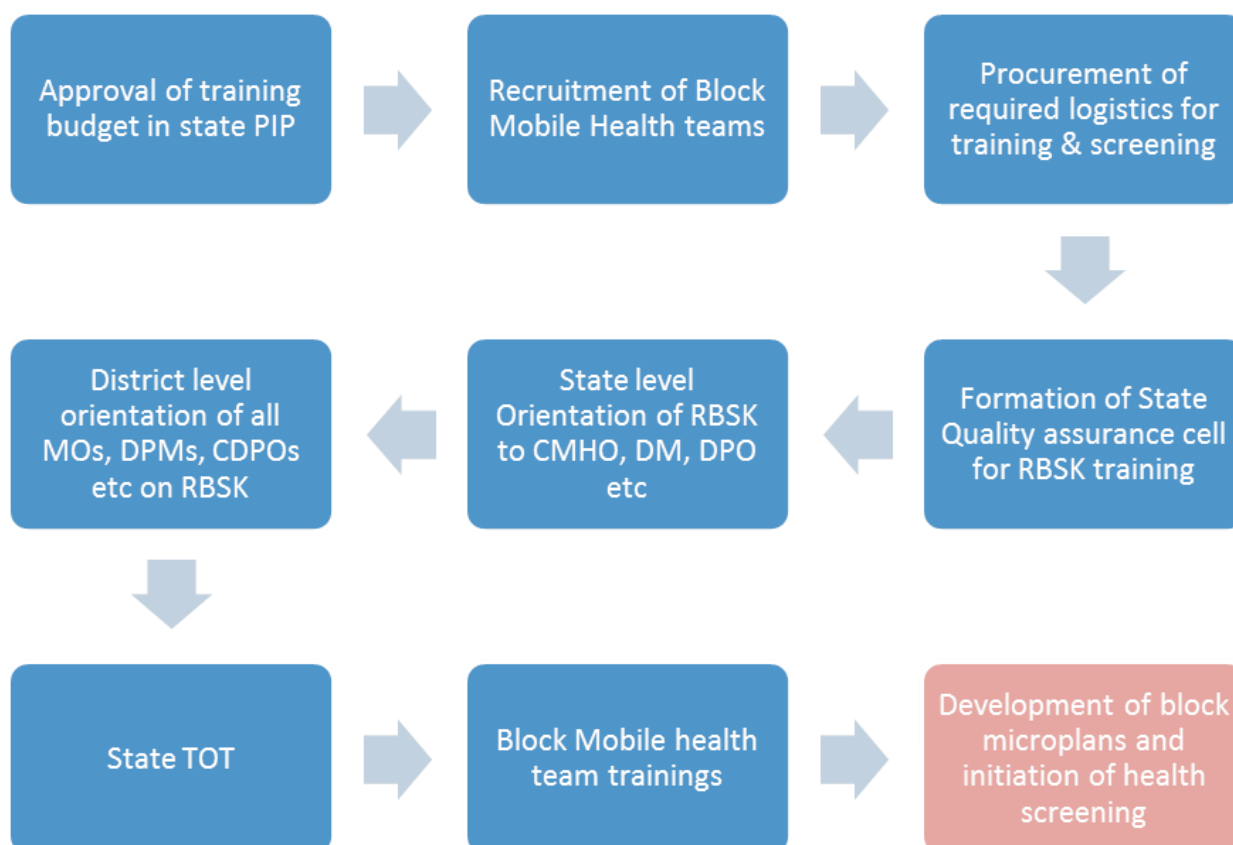 Approval of training
budget in state PIP
Recruitment of Block
Mobile Health teams
Procurement of
required logistics for
training & screening
Formation of State
Quality assurance cell
for RBSK training
State level
Orientation of RBSK
to CMHO, DM, DPO
etc
District level
orientation of all
MOs, DPMs, CDPOs
etc on RBSK
State TOT
Block Mobile health
team trainings
Development of block
microplans and
initiation of health
screening